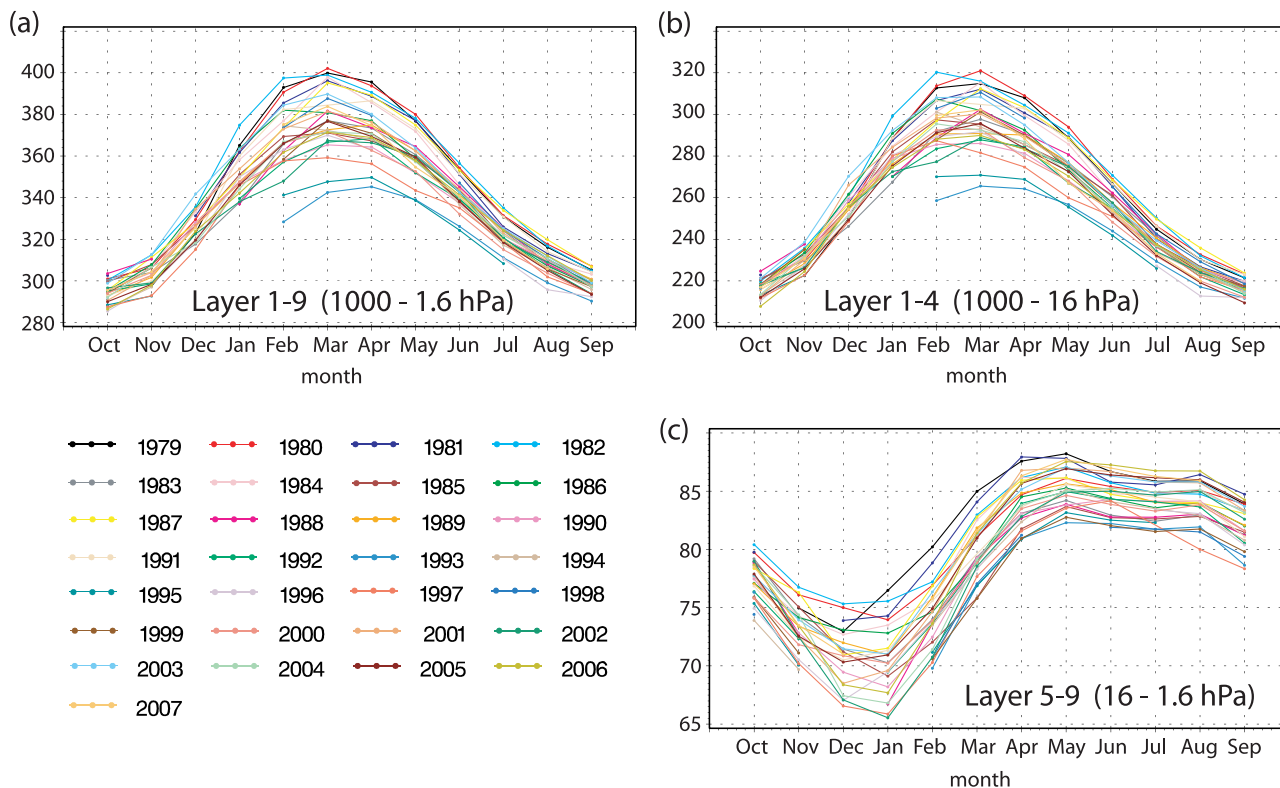 (a)
400
380
360
340
320
300
280
Layer 1-9 (1000 - 1.6 hPa)
Oct Nov Dec Jan Feb Mar Apr May Jun Jul Aug Sep
month
(b)
320
300
280
260
240
220
200
Layer 1-4 (1000 - 16 hPa)
Oct Nov Dec Jan Feb Mar Apr May Jun Jul Aug Sep
month
1979 1980 1981 1982
1983 1984 1985 1986
1987 1988 1989 1990
1991 1992 1993 1994
1995 1996 1997 1998
1999 2000 2001 2002
2003 2004 2005 2006
2007
(c)
85
80
75
70
65
Layer 5-9 (16 - 1.6 hPa)
Oct Nov Dec Jan Feb Mar Apr May Jun Jul Aug Sep
month